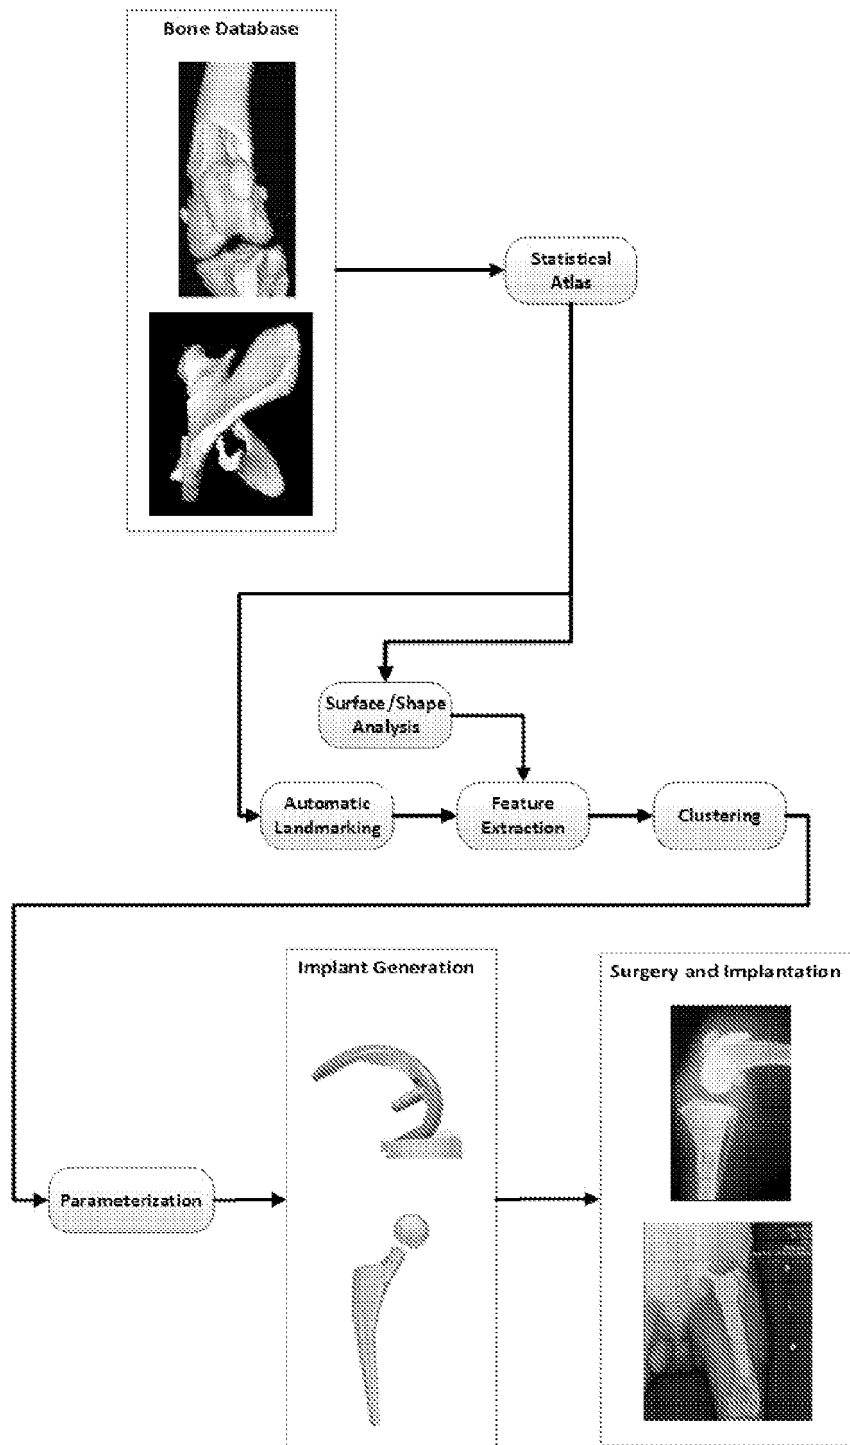 Bone Database
Statistical
Atlas
Surface/Shape
Analysis
Automatic
Landmarking
Feature
Extraction
Clustering
Implant Generation
Surgery and Implantation
Parameterization